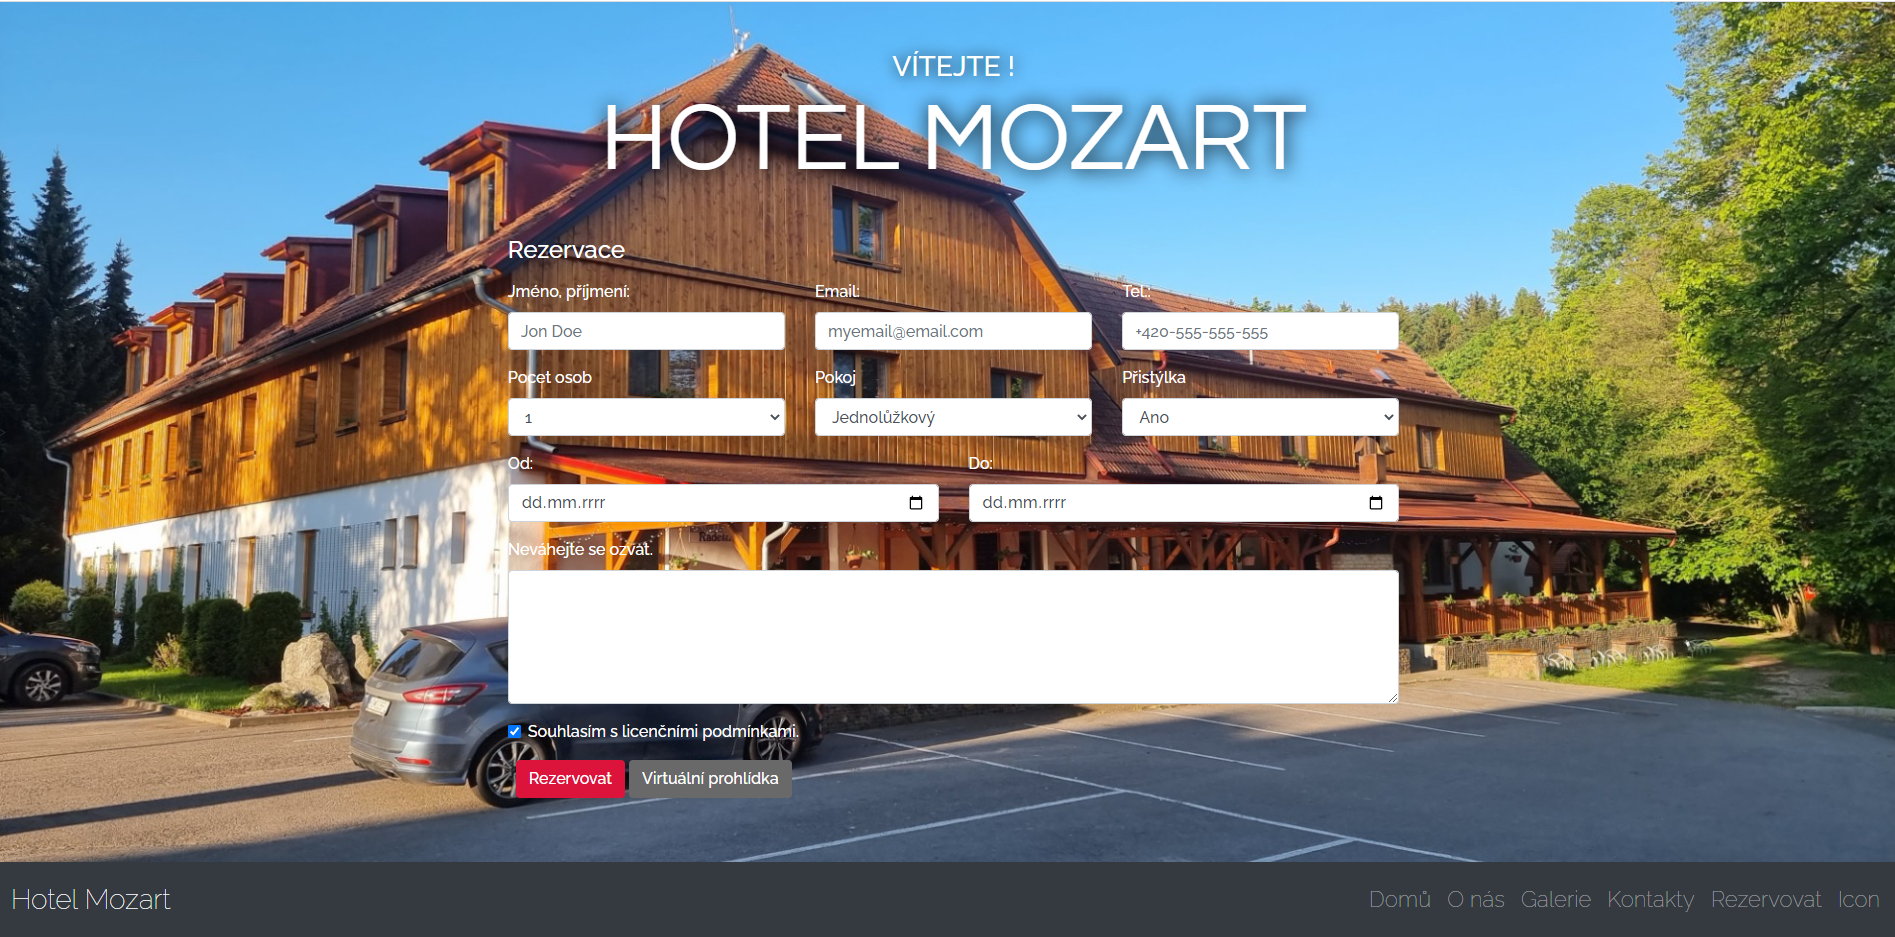 VÍTEJTE !
HOTEL MOZART
Rezervace
Jméno, příjmení: Email: Tel.:
Jon Doe myemail@email.com +420-555-555-555
Pocet osob Pokoj Přistýlka
1 Jednolůžkový Ano
Od: Do:
dd.mm.rrrr dd.mm.rrrr
Neváhejte se ozvat.
Souhlasím s licenčními podmínkami.
Rezervovat Virtuální prohlídka
Hotel Mozart Domů O nás Galerie Kontakty Rezervovat Icon